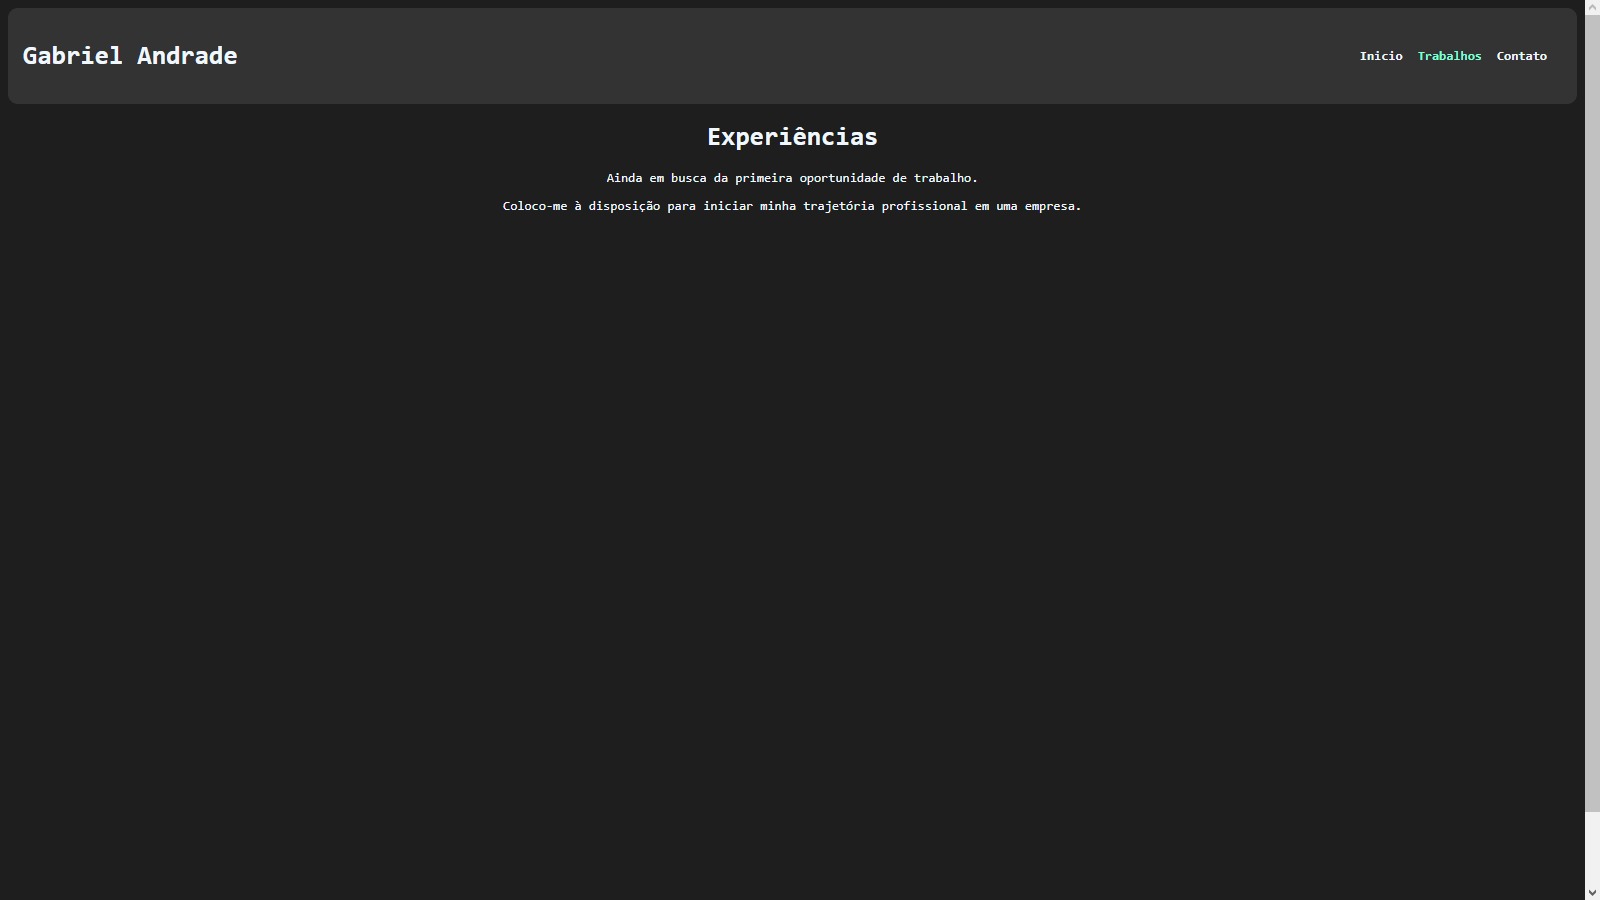 Gabriel Andrade
Inicio Trabalhos Contato
Experiências
Ainda em busca da primeira oportunidade de trabalho.
Coloco-me à disposição para iniciar minha trajetória profissional em uma empresa.